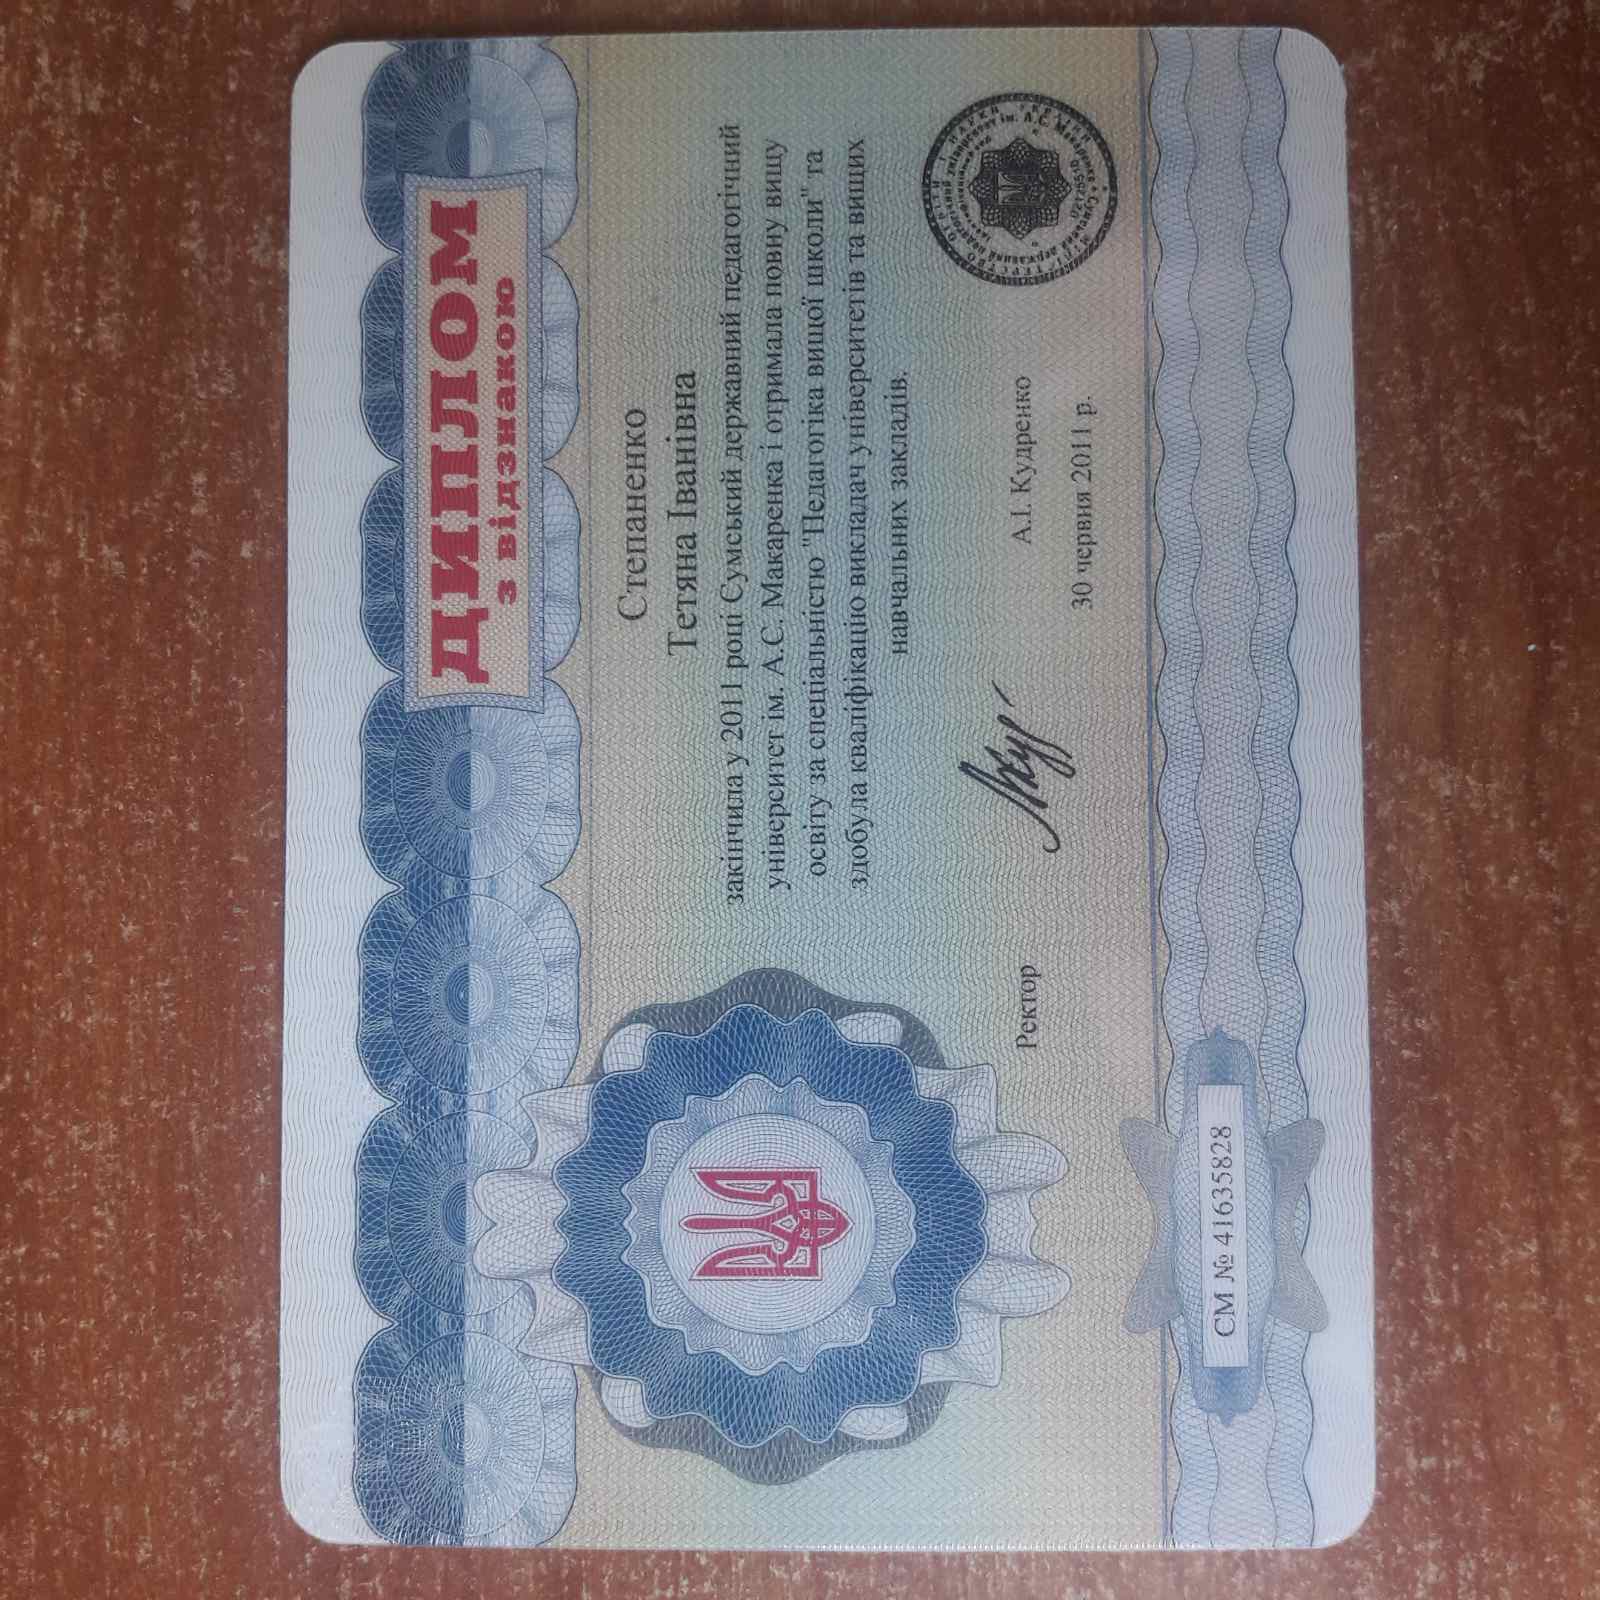 ДИПЛОМ
з відзнакою
Степаненко
Тетяна Іванівна
закінчила у 2011 році Сумський державний педагогічний
університет ім. А.С. Макаренка і отримала повну вищу
освіту за спеціальністю "Педагогіка вищої школи" та
здобула кваліфікацію викладач університетів та вищих
навчальних закладів.
Ректор
А.І. Кудренко
30 червня 2011 р.
СМ № 41635828